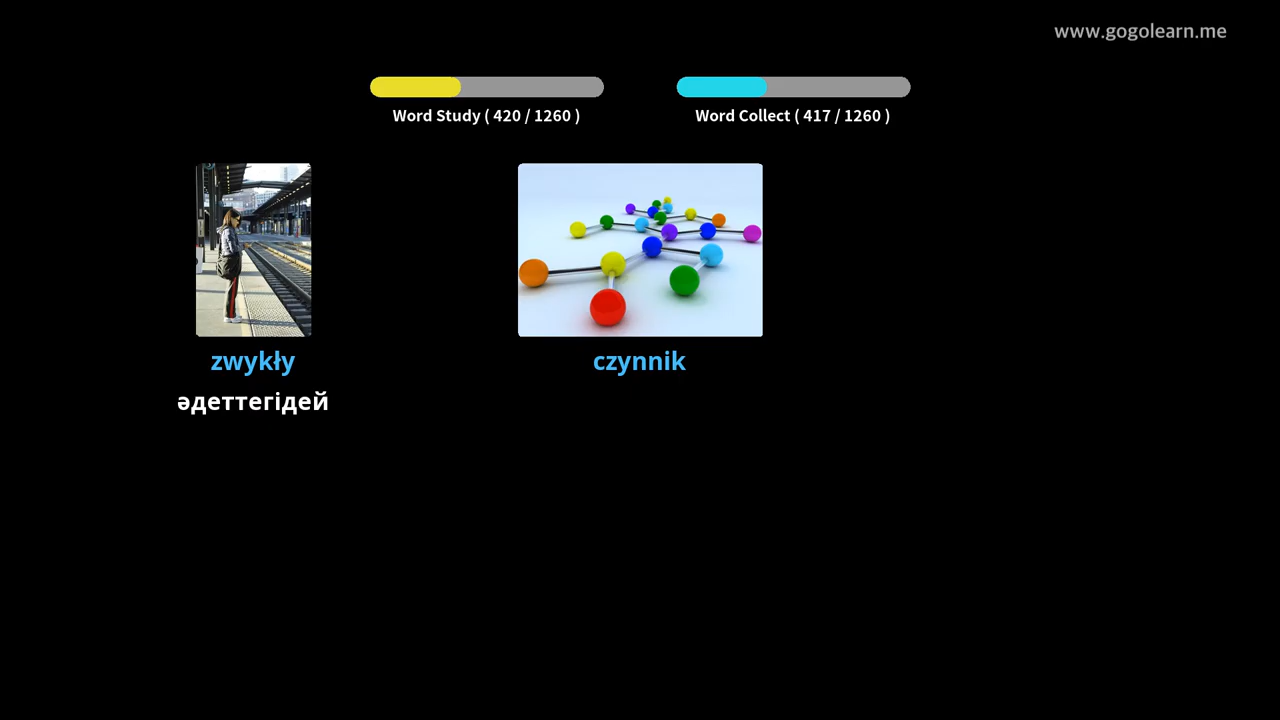 www.gogolearn.me
Word Study ( 420 / 1260 )
Word Collect ( 417 / 1260 )
zwykły
czynnik
әдеттегідей